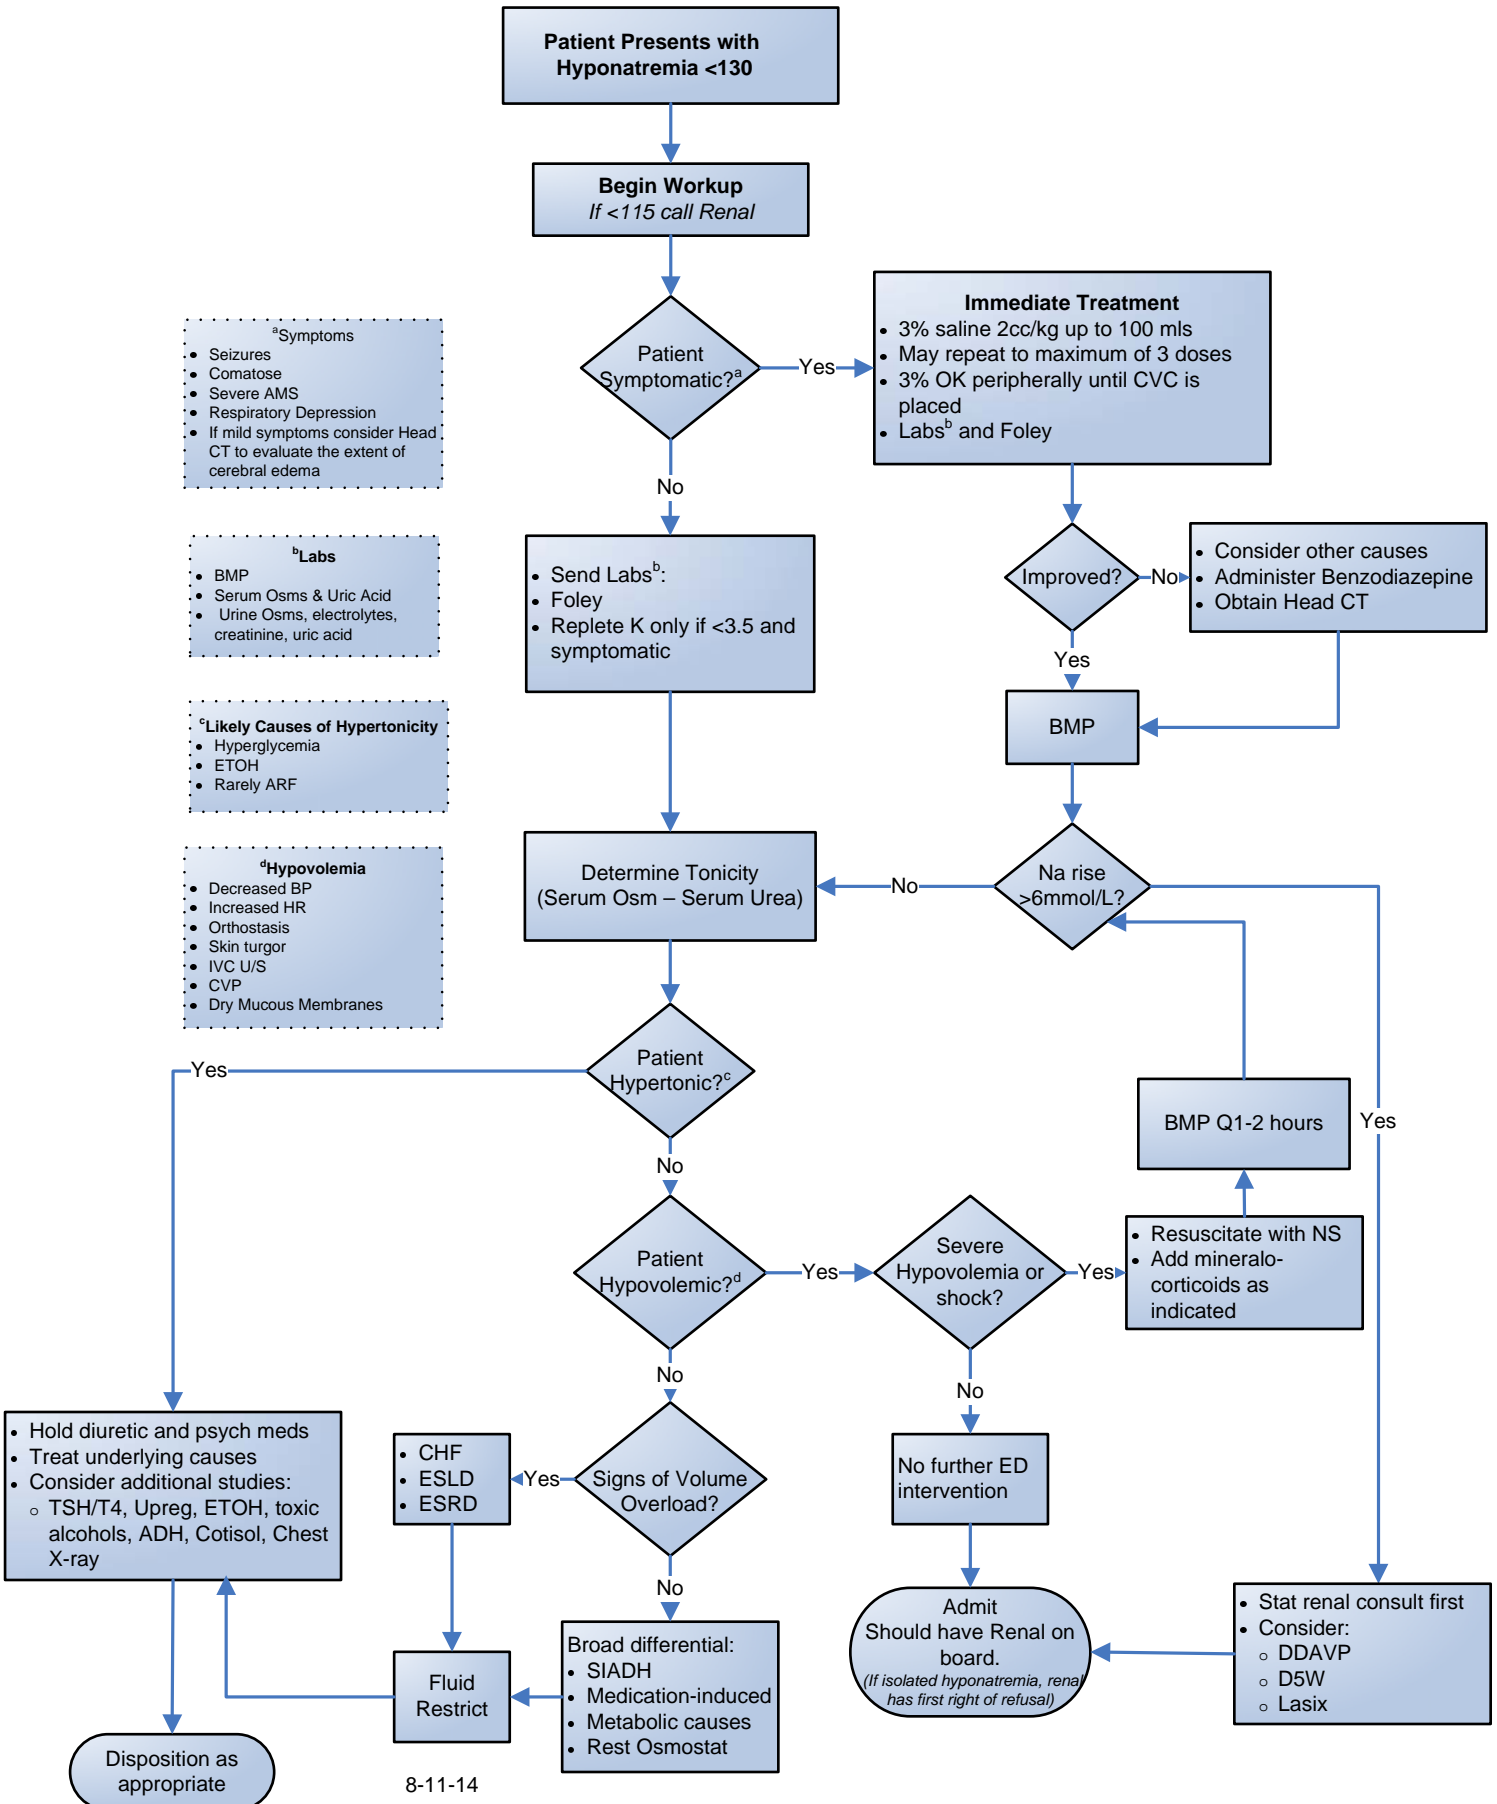 Patient Presents with
Hyponatremia <130
Begin Workup
If <115 call Renal
Patient
Symptomatic?a
Yes
Immediate Treatment
• 3% saline 2cc/kg up to 100 mls
• May repeat to maximum of 3 doses
• 3% OK peripherally until CVC is
placed
• Labsb and Foley
aSymptoms
• Seizures
• Comatose
• Severe AMS
• Respiratory Depression
• If mild symptoms consider Head
CT to evaluate the extent of
cerebral edema
No
bLabs
• BMP
• Serum Osms & Uric Acid
• Urine Osms, electrolytes,
creatinine, uric acid
• Send Labsb:
• Foley
• Replete K only if <3.5 and
symptomatic
Improved?
No
• Consider other causes
• Administer Benzodiazepine
• Obtain Head CT
Yes
BMP
cLikely Causes of Hypertonicity
• Hyperglycemia
• ETOH
• Rarely ARF
dHypovolemia
• Decreased BP
• Increased HR
• Orthostasis
• Skin turgor
• IVC U/S
• CVP
• Dry Mucous Membranes
Determine Tonicity
(Serum Osm – Serum Urea)
No
Na rise
>6mmol/L?
Yes
Patient
Hypertonic?c
BMP Q1-2 hours
Yes
No
Patient
Hypovolemic?d
Yes
Severe
Hypovolemia or
shock?
Yes
• Resuscitate with NS
• Add mineralo-
corticoids as
indicated
No
No
• Hold diuretic and psych meds
• Treat underlying causes
• Consider additional studies:
o TSH/T4, Upreg, ETOH, toxic
alcohols, ADH, Cotisol, Chest
X-ray
• CHF
• ESLD
• ESRD
Yes
Signs of Volume
Overload?
No further ED
intervention
No
Fluid
Restrict
Broad differential:
• SIADH
• Medication-induced
• Metabolic causes
• Rest Osmostat
Admit
Should have Renal on
board.
(If isolated hyponatremia, renal
has first right of refusal)
• Stat renal consult first
• Consider:
o DDAVP
o D5W
o Lasix
Disposition as
appropriate
8-11-14